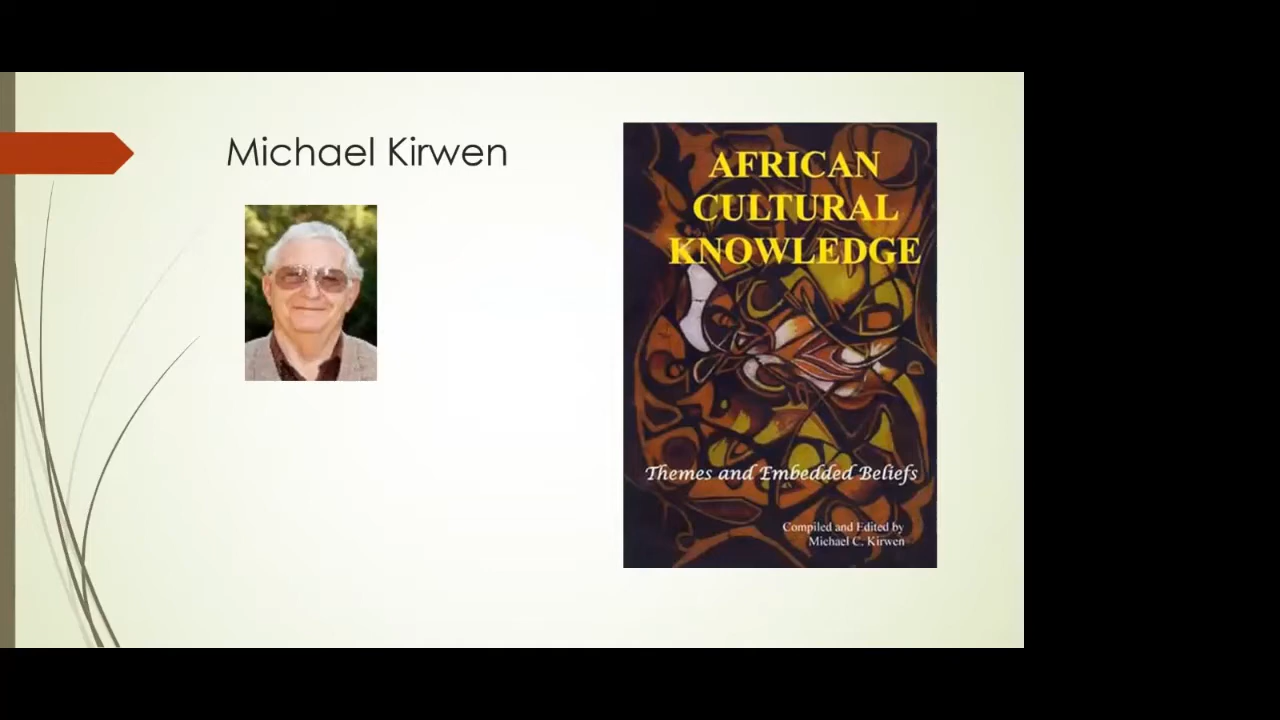 Michael Kirwen
AFRICAN
CULTURAL
KNOWLEDGE
Themes and Embedded Beliefs
Compiled and Edited by
Michael C. Kirwen